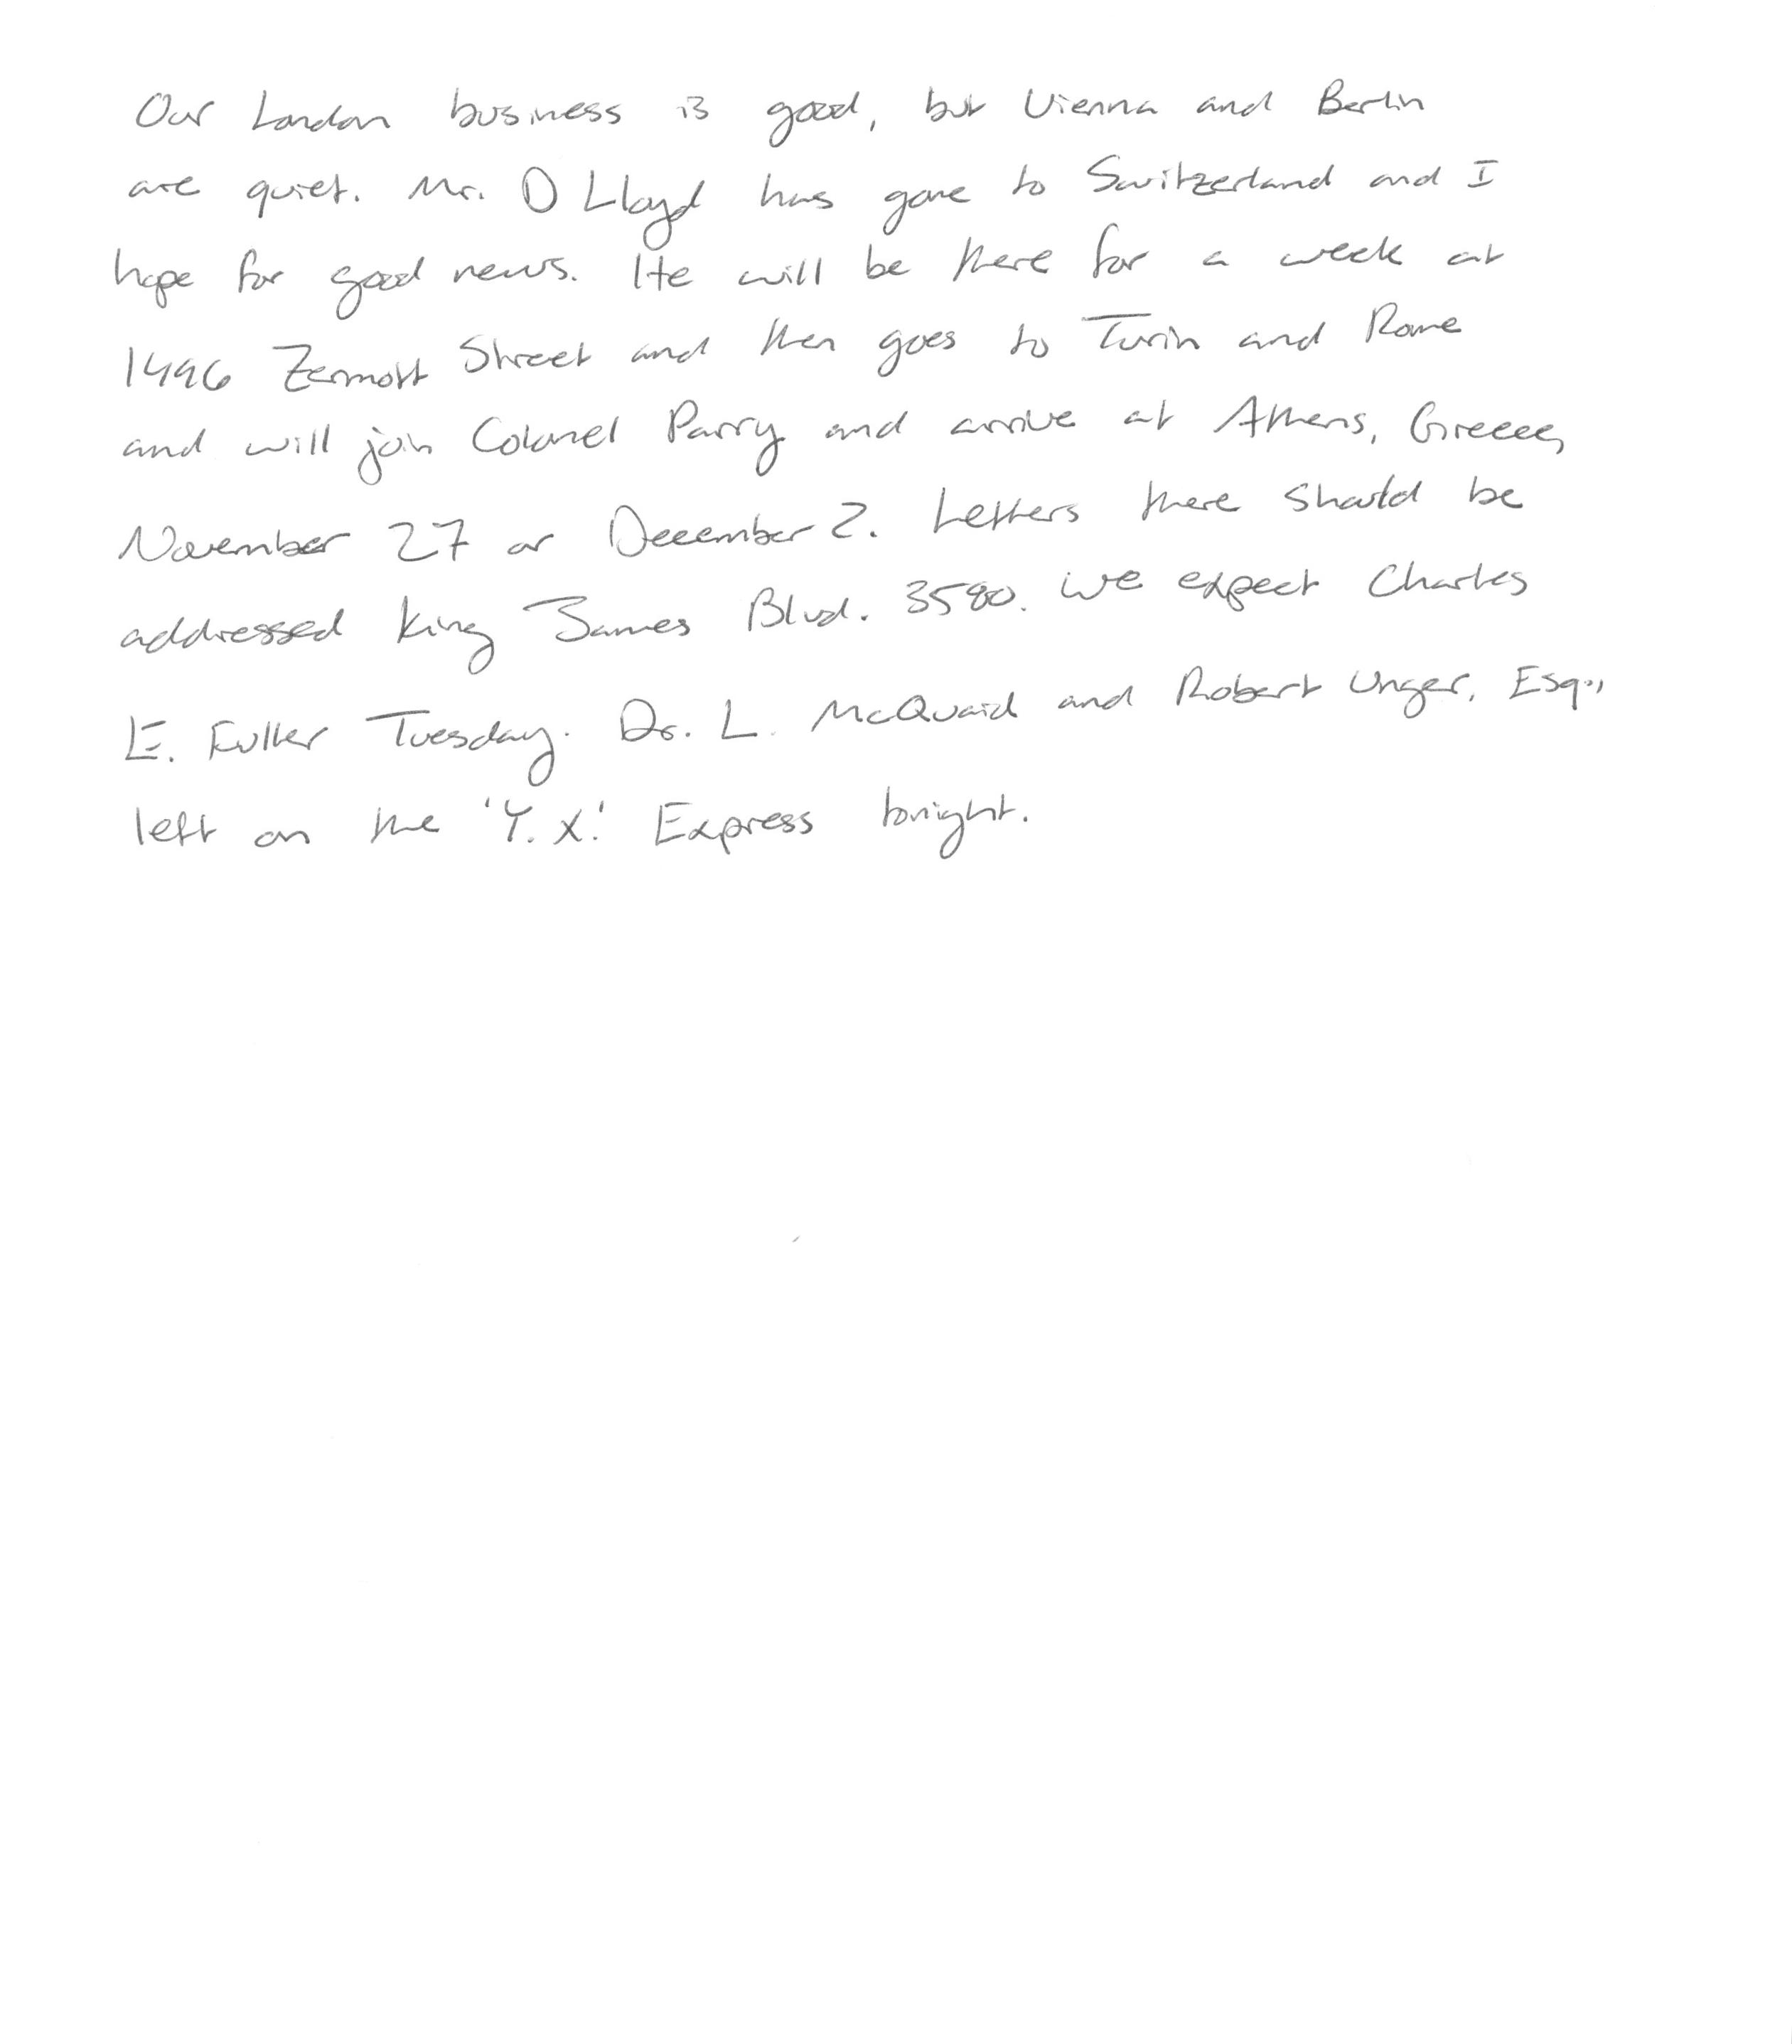 Our London business is good, but Vienna and Berlin
are quiet. Mr. D Lloyd has gone to Switzerland and I
hope for good news. He will be there for a week at
1496 Zermott Street and then goes to Turin and Rome
and will join Colonel Parry and arrive at Athens, Greece,
November 27 or December 2. Letters there should be
addressed King James Blvd. 3580. We expect Charles
E. Fuller Tuesday. Dr. L. McQuaid and Robert Unger, Esq.,
left on the 'Y.X.' Express tonight.